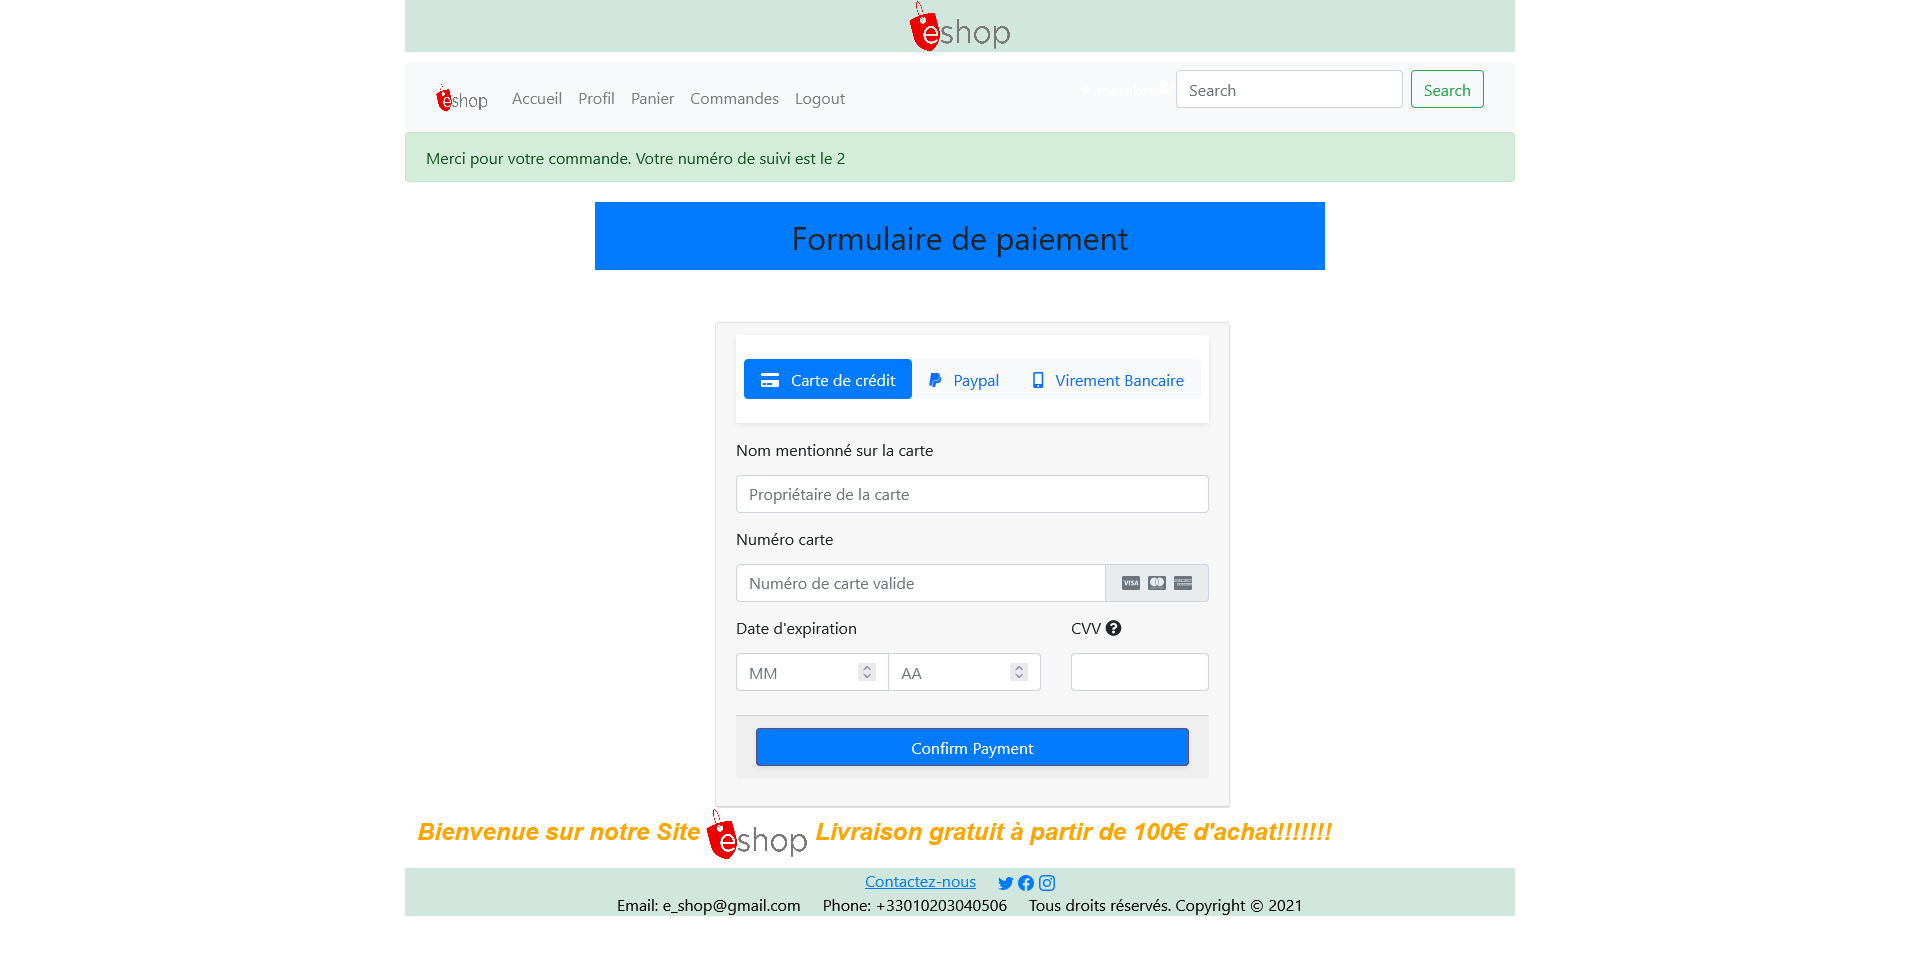 eshop
eshop Accueil Profil Panier Commandes Logout membre Search Search
Merci pour votre commande. Votre numéro de suivi est le 2
Formulaire de paiement
Carte de crédit Paypal Virement Bancaire
Nom mentionné sur la carte
Propriétaire de la carte
Numéro carte
Numéro de carte valide VISA
Date d'expiration CVV
MM AA
Confirm Payment
Bienvenue sur notre Site eshop Livraison gratuit à partir de 100€ d'achat!!!!!!!
Contactez-nous
Email: e_shop@gmail.com Phone: +33010203040506 Tous droits réservés. Copyright © 2021